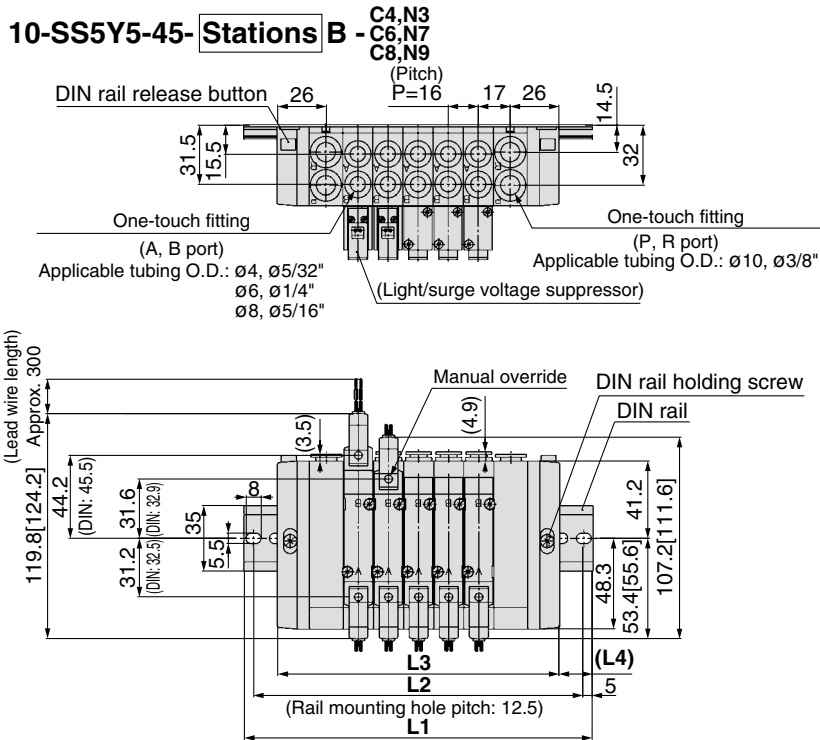 10-SS5Y5-45- Stations B - C4,N3
C6,N7
C8,N9
(Pitch)
P=16
26
17
26
14.5
DIN rail release button
31.5
15.5
32
One-touch fitting
(A, B port)
Applicable tubing O.D.: ø4, ø5/32"
ø6, ø1/4"
ø8, ø5/16"
One-touch fitting
(P, R port)
Applicable tubing O.D.: ø10, ø3/8"
(Light/surge voltage suppressor)
(Lead wire length)
Approx. 300
Manual override
DIN rail holding screw
DIN rail
(3.5)
(4.9)
119.8[124.2]
44.2
(DIN: 45.5)
31.6
(DIN: 32.9)
8
35
5.5
31.2
(DIN: 32.5)
41.2
48.3
53.4[55.6]
107.2[111.6]
L3
(L4)
L2
5
(Rail mounting hole pitch: 12.5)
L1